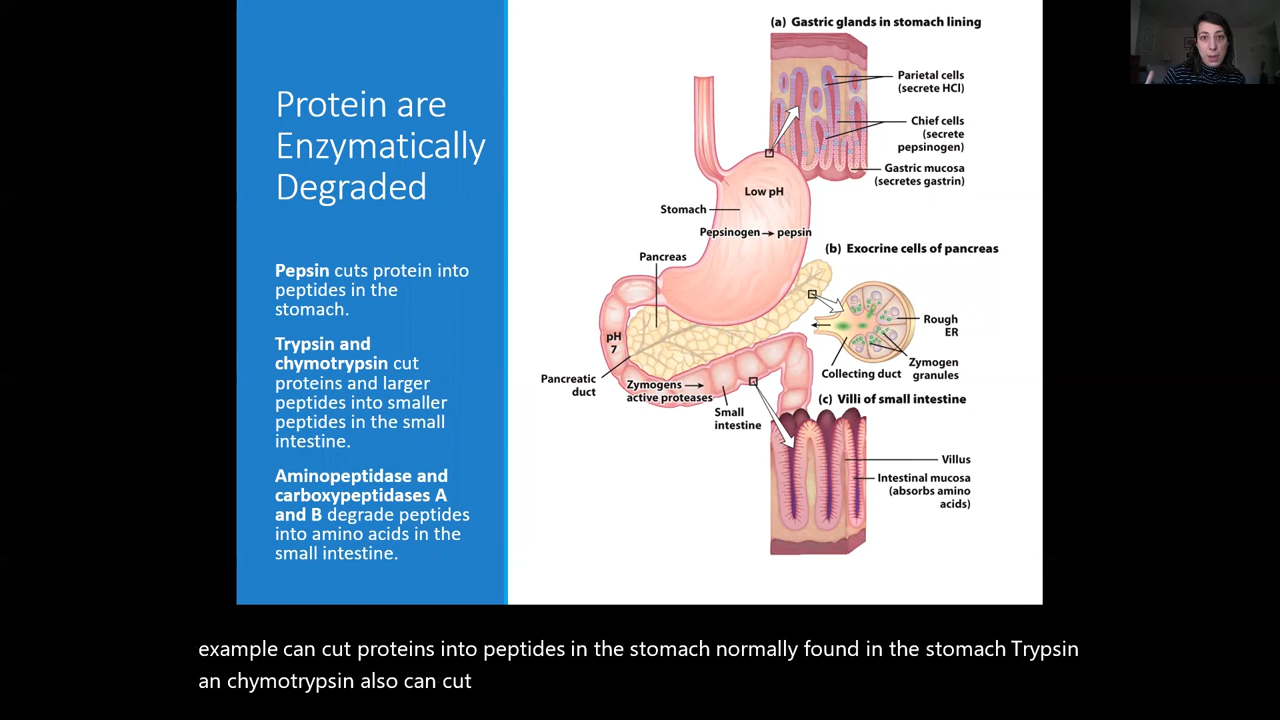 Protein are
Enzymatically
Degraded
Pepsin cuts protein into
peptides in the
stomach.
Trypsin and
chymotrypsin cut
proteins and larger
peptides into smaller
peptides in the small
intestine.
Aminopeptidase and
carboxypeptidases A
and B degrade peptides
into amino acids in the
small intestine.
(a) Gastric glands in stomach lining
Parietal cells
(secrete HCl)
Chief cells
(secrete
pepsinogen)
Gastric mucosa
(secretes gastrin)
Low pH
Stomach
Pepsinogen → pepsin
Pancreas
(b) Exocrine cells of pancreas
pH
7
Rough
ER
Zymogen
granules
Collecting duct
Pancreatic
duct
Zymogens →
active proteases
Small
intestine
(c) Villi of small intestine
Villus
Intestinal mucosa
(absorbs amino
acids)
example can cut proteins into peptides in the stomach normally found in the stomach Trypsin
an chymotrypsin also can cut